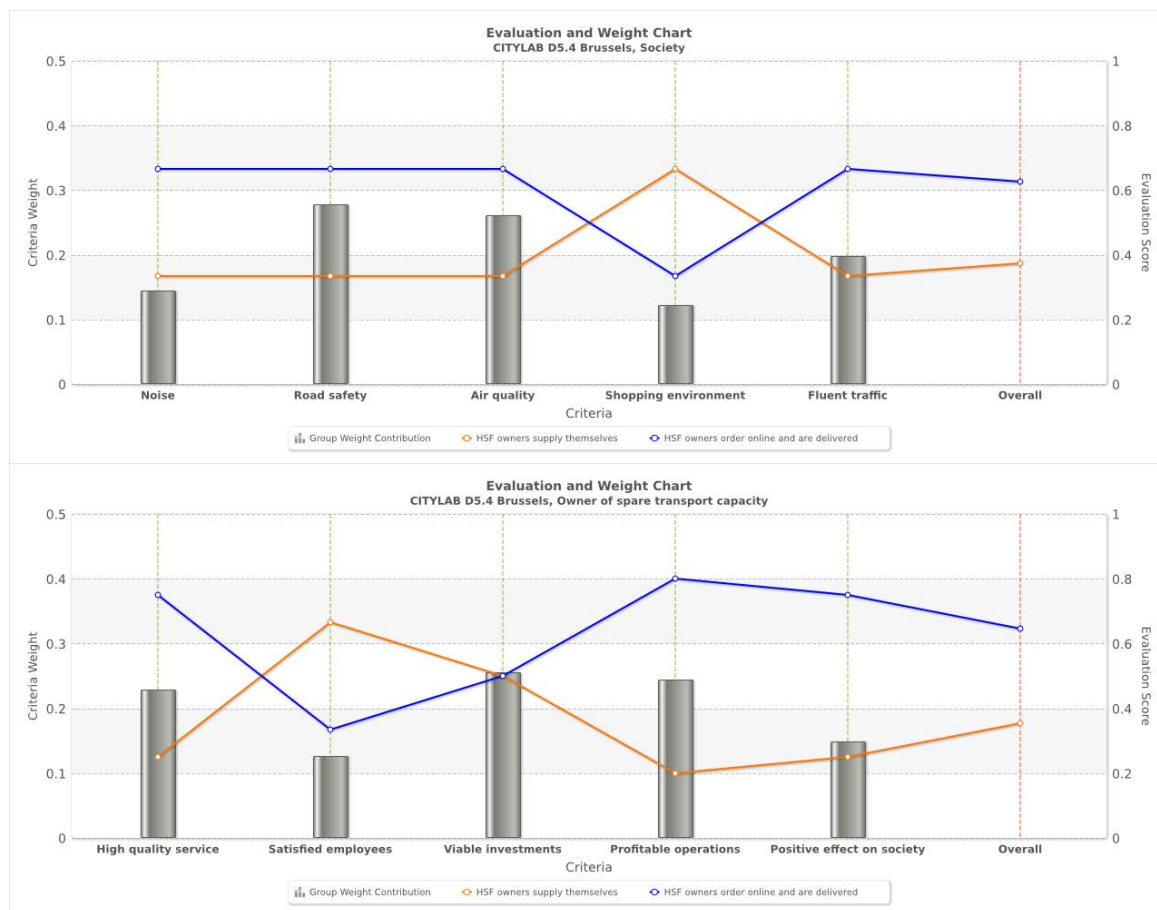 Evaluation and Weight Chart
CITYLAB D5.4 Brussels, Society
0.5
0.4
0.3
0.2
0.1
0
Criteria Weight
1
0.8
0.6
0.4
0.2
0
Evaluation Score
Noise Road safety Air quality Shopping environment Fluent traffic Overall
Criteria
Group Weight Contribution HSF owners supply themselves HSF owners order online and are delivered
Evaluation and Weight Chart
CITYLAB D5.4 Brussels, Owner of spare transport capacity
0.5
0.4
0.3
0.2
0.1
0
Criteria Weight
1
0.8
0.6
0.4
0.2
0
Evaluation Score
High quality service Satisfied employees Viable investments Profitable operations Positive effect on society Overall
Criteria
Group Weight Contribution HSF owners supply themselves HSF owners order online and are delivered